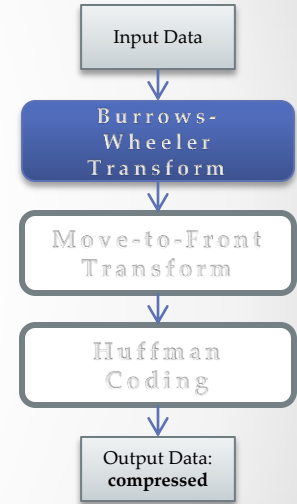 Input Data
Burrows-
Wheeler
Transform
Move-to-Front
Transform
Huffman
Coding
Output Data:
compressed